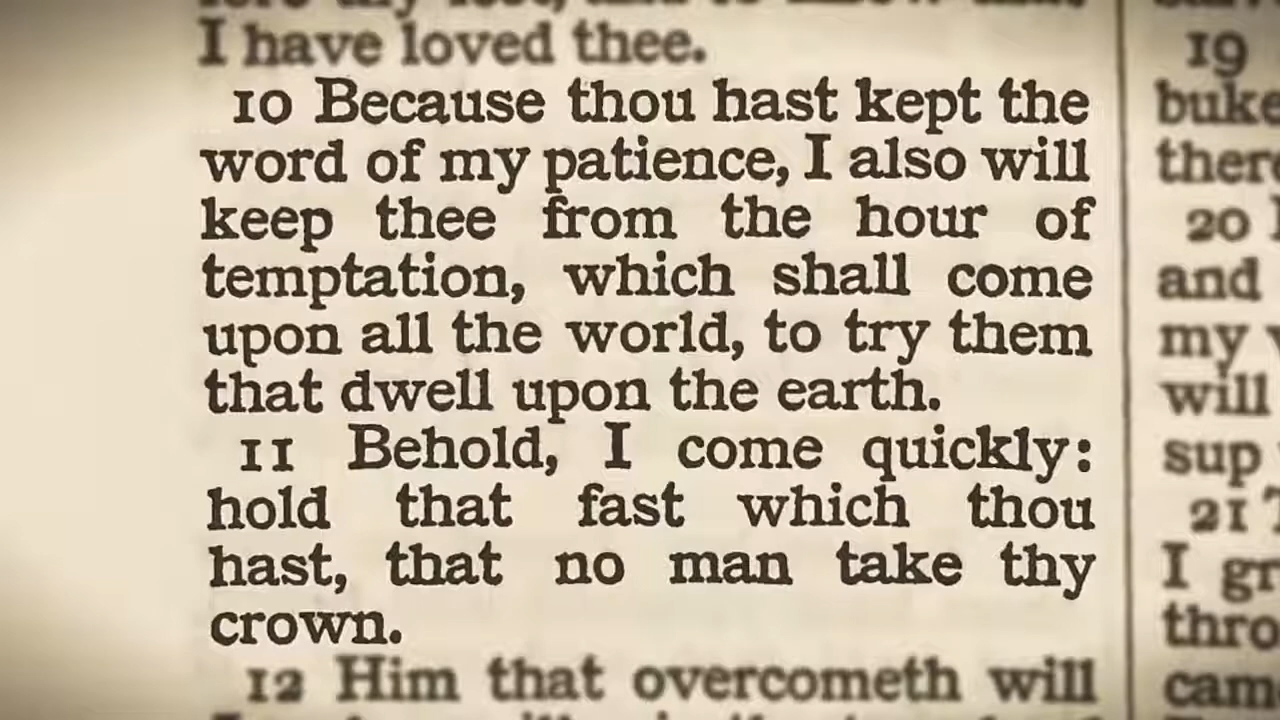 I have loved thee.
10 Because thou hast kept the
word of my patience, I also will
keep thee from the hour of
temptation, which shall come
upon all the world, to try them
that dwell upon the earth.
11 Behold, I come quickly:
hold that fast which thou
hast, that no man take thy
crown.
12 Him that overcometh will
19
buke
there
20
and
my
will
sup
21
I gr
thro
cam